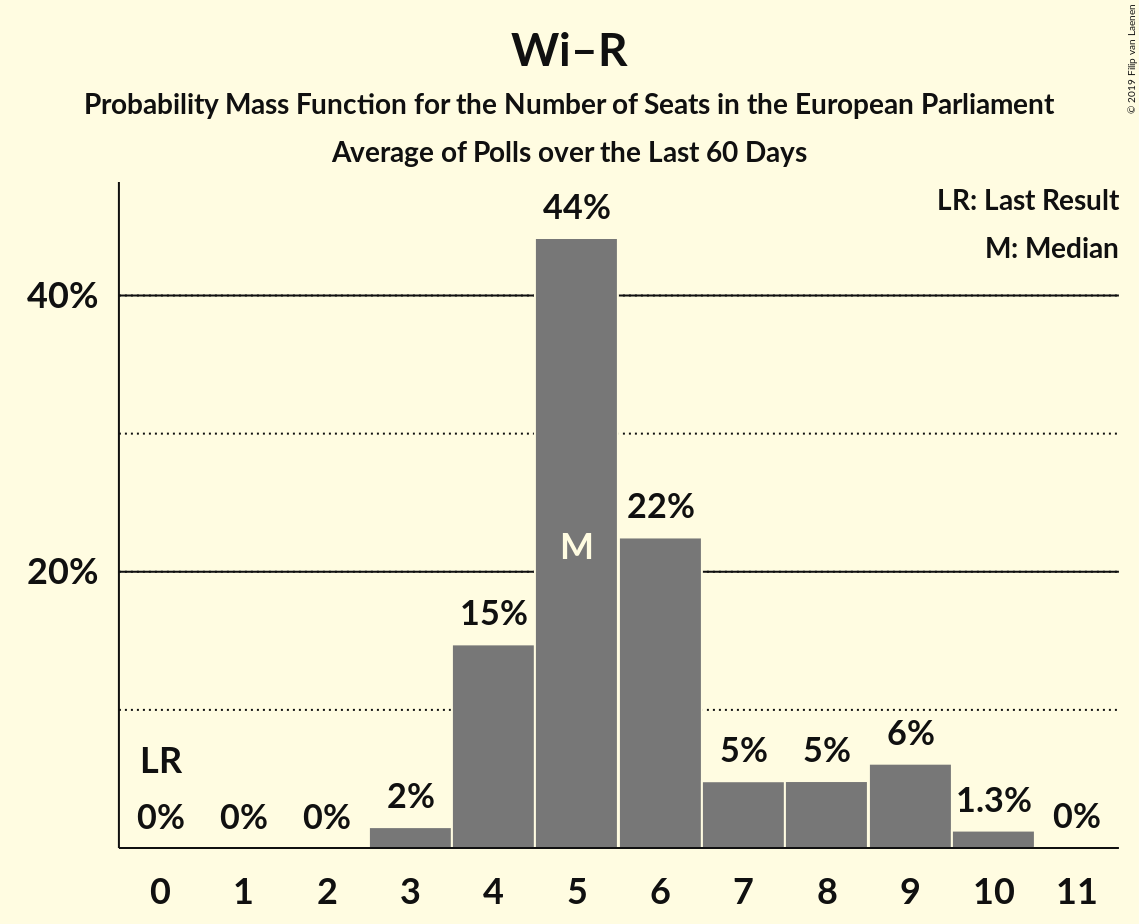 Wi–R
Probability Mass Function for the Number of Seats in the European Parliament
Average of Polls over the Last 60 Days
© 2019 Filip van Laenen
LR: Last Result
M: Median
40%
20%
LR
0%
0%
0%
2%
15%
44%
M
22%
5%
5%
6%
1.3%
0%
0 1 2 3 4 5 6 7 8 9 10 11